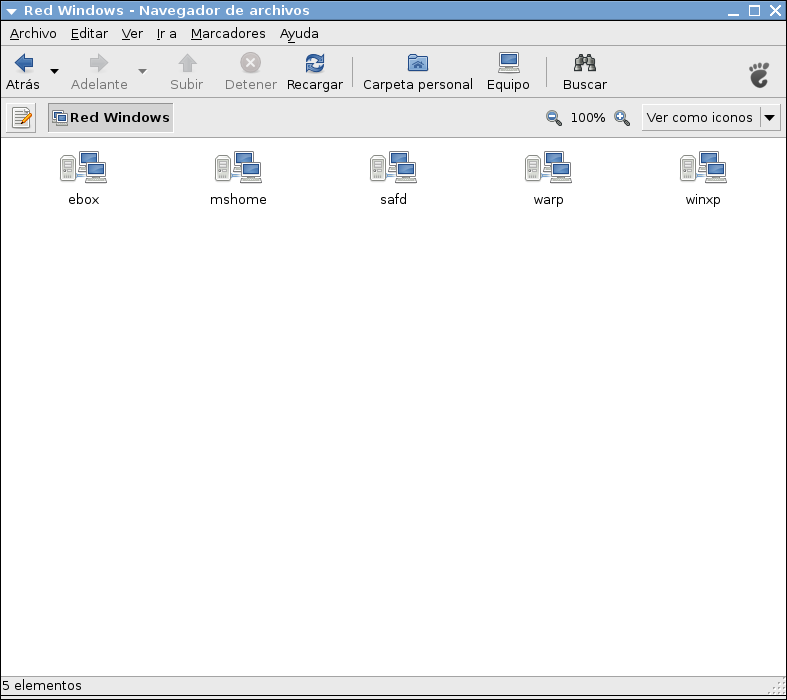 Red Windows - Navegador de archivos
Archivo Editar Ver Ir a Marcadores Ayuda
Atrás Adelante Subir Detener Recargar Carpeta personal Equipo Buscar
Red Windows 100% Ver como iconos
ebox mshome safd warp winxp
5 elementos